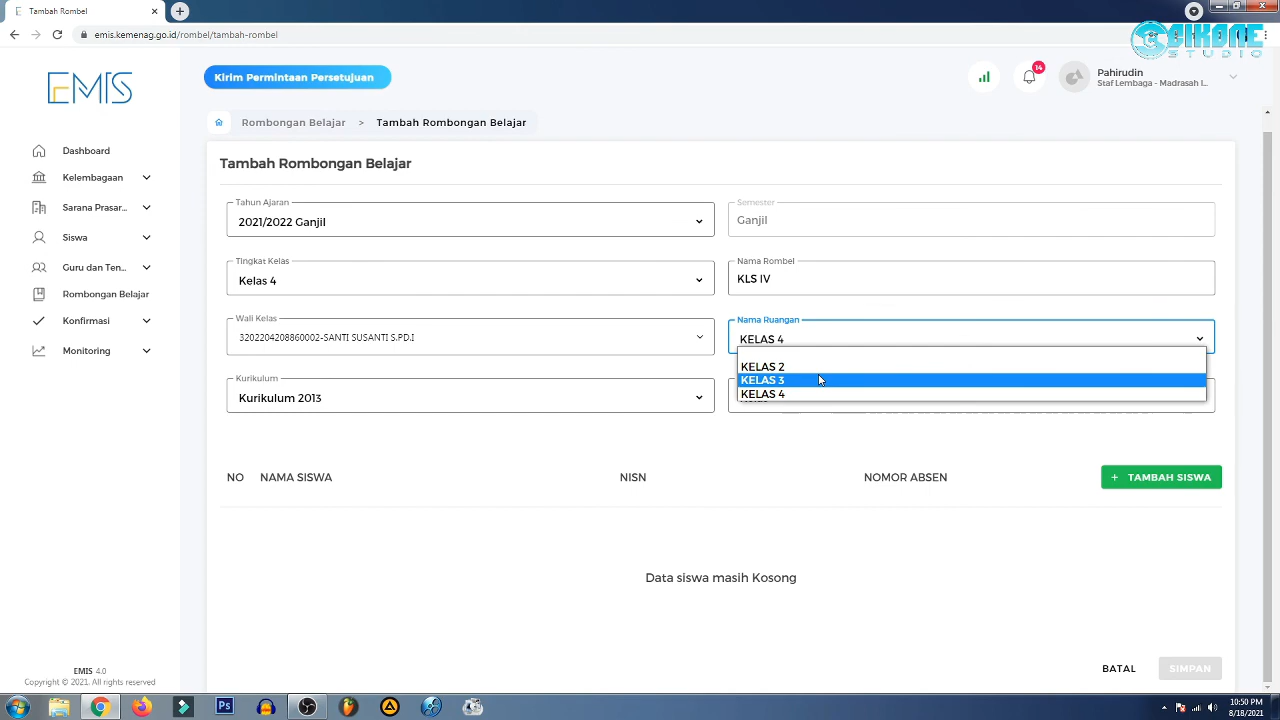 Tambah Rombel
emis.kemenag.go.id/rombel/tambah-rombel
CIKONE
STUDIO
EMIS
Kirim Permintaan Persetujuan
14
Pahirudin
Staf Lembaga - Madrasah I...
Rombongan Belajar > Tambah Rombongan Belajar
Dashboard
Kelembagaan
Sarana Prasar...
Siswa
Guru dan Ten...
Rombongan Belajar
Konfirmasi
Monitoring
Tambah Rombongan Belajar
Tahun Ajaran
2021/2022 Ganjil
Semester
Ganjil
Tingkat Kelas
Kelas 4
Nama Rombel
KLS IV
Wali Kelas
3202204208860002-SANTI SUSANTI S.PD.I
Nama Ruangan
KELAS 4
KELAS 2
KELAS 3
KELAS 4
Kurikulum
Kurikulum 2013
NO NAMA SISWA NISN NOMOR ABSEN + TAMBAH SISWA
Data siswa masih Kosong
BATAL SIMPAN
EMIS 4.0
Copyright © 2021. All rights reserved
Ps
10:50 PM
8/18/2021